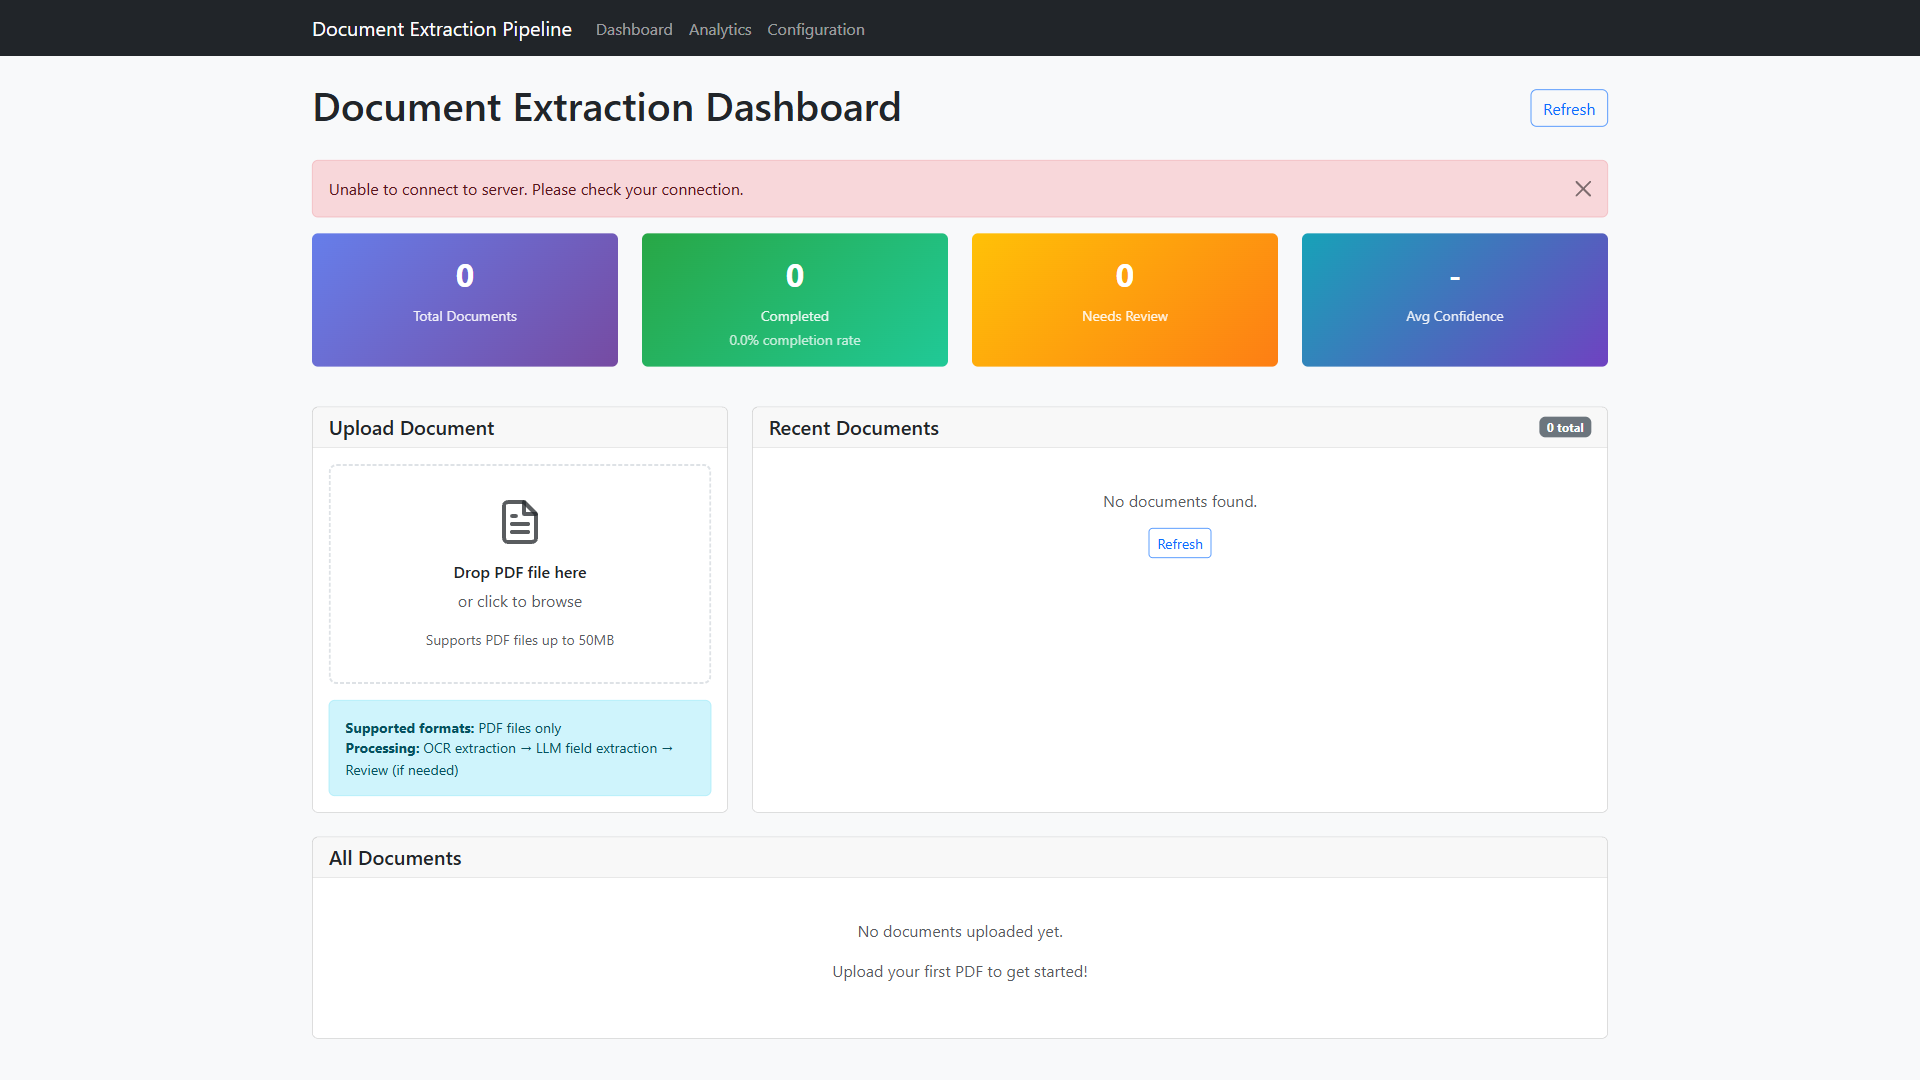 Document Extraction Pipeline Dashboard Analytics Configuration
Document Extraction Dashboard
Refresh
Unable to connect to server. Please check your connection.
0
Total Documents
0
Completed
0.0% completion rate
0
Needs Review
-
Avg Confidence
Upload Document
Drop PDF file here
or click to browse
Supports PDF files up to 50MB
Supported formats: PDF files only
Processing: OCR extraction → LLM field extraction →
Review (if needed)
Recent Documents
0 total
No documents found.
Refresh
All Documents
No documents uploaded yet.
Upload your first PDF to get started!